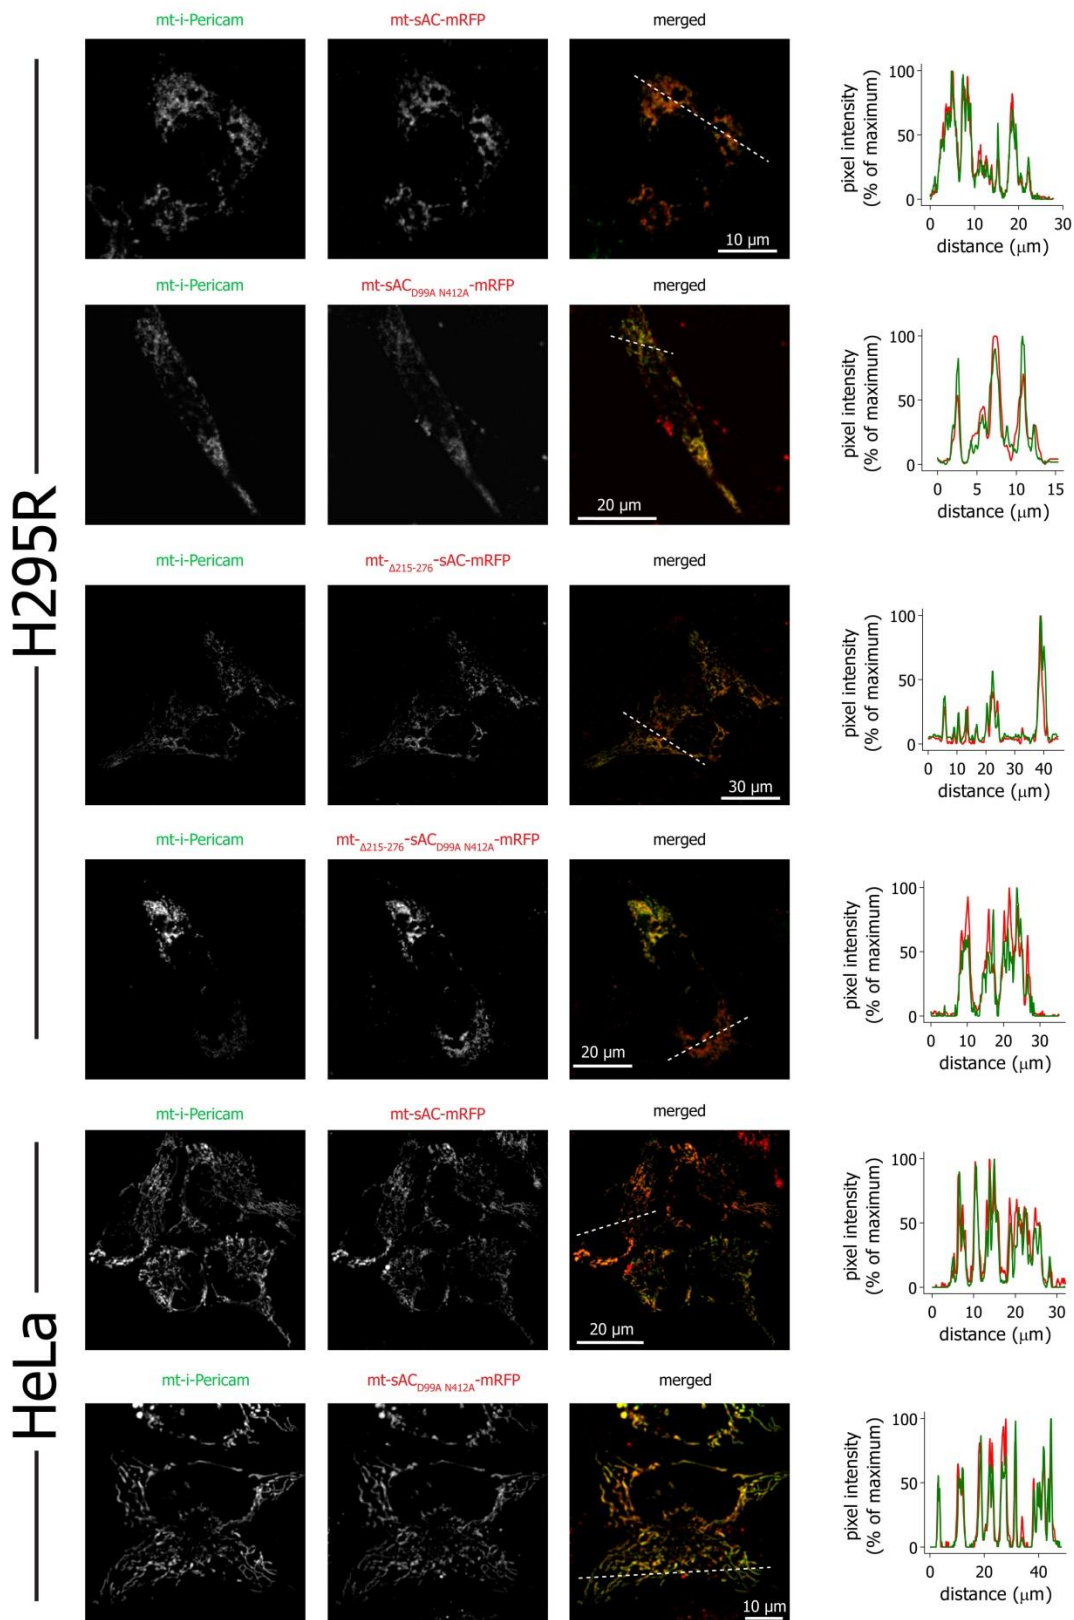 H295R
mt-i-Pericam mt-sAC-mRFP merged
10 µm
pixel intensity
(% of maximum)
100
50
0
0 10 20 30
distance (µm)
mt-i-Pericam mt-sAC D99A N412A-mRFP merged
20 µm
pixel intensity
(% of maximum)
100
50
0
0 5 10 15
distance (µm)
mt-i-Pericam mt-Δ215-276-sAC-mRFP merged
30 µm
pixel intensity
(% of maximum)
100
50
0
0 10 20 30 40
distance (µm)
mt-i-Pericam mt-Δ215-276-sAC D99A N412A-mRFP merged
20 µm
pixel intensity
(% of maximum)
100
50
0
0 10 20 30
distance (µm)
HeLa
mt-i-Pericam mt-sAC-mRFP merged
20 µm
pixel intensity
(% of maximum)
100
50
0
0 10 20 30
distance (µm)
mt-i-Pericam mt-sAC D99A N412A-mRFP merged
10 µm
pixel intensity
(% of maximum)
100
50
0
0 20 40
distance (µm)